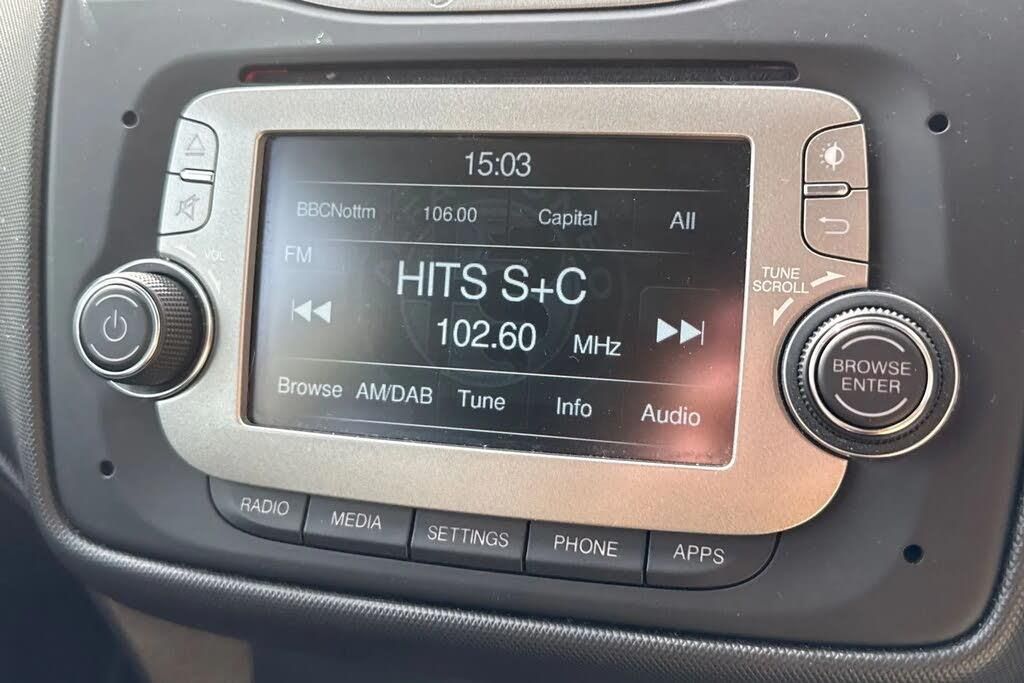 15:03
BBCNottm 106.00 Capital All
FM
HITS S+C
102.60 MHz
Browse AM/DAB Tune Info Audio
VOL
TUNE
SCROLL
BROWSE
ENTER
RADIO MEDIA SETTINGS PHONE APPS